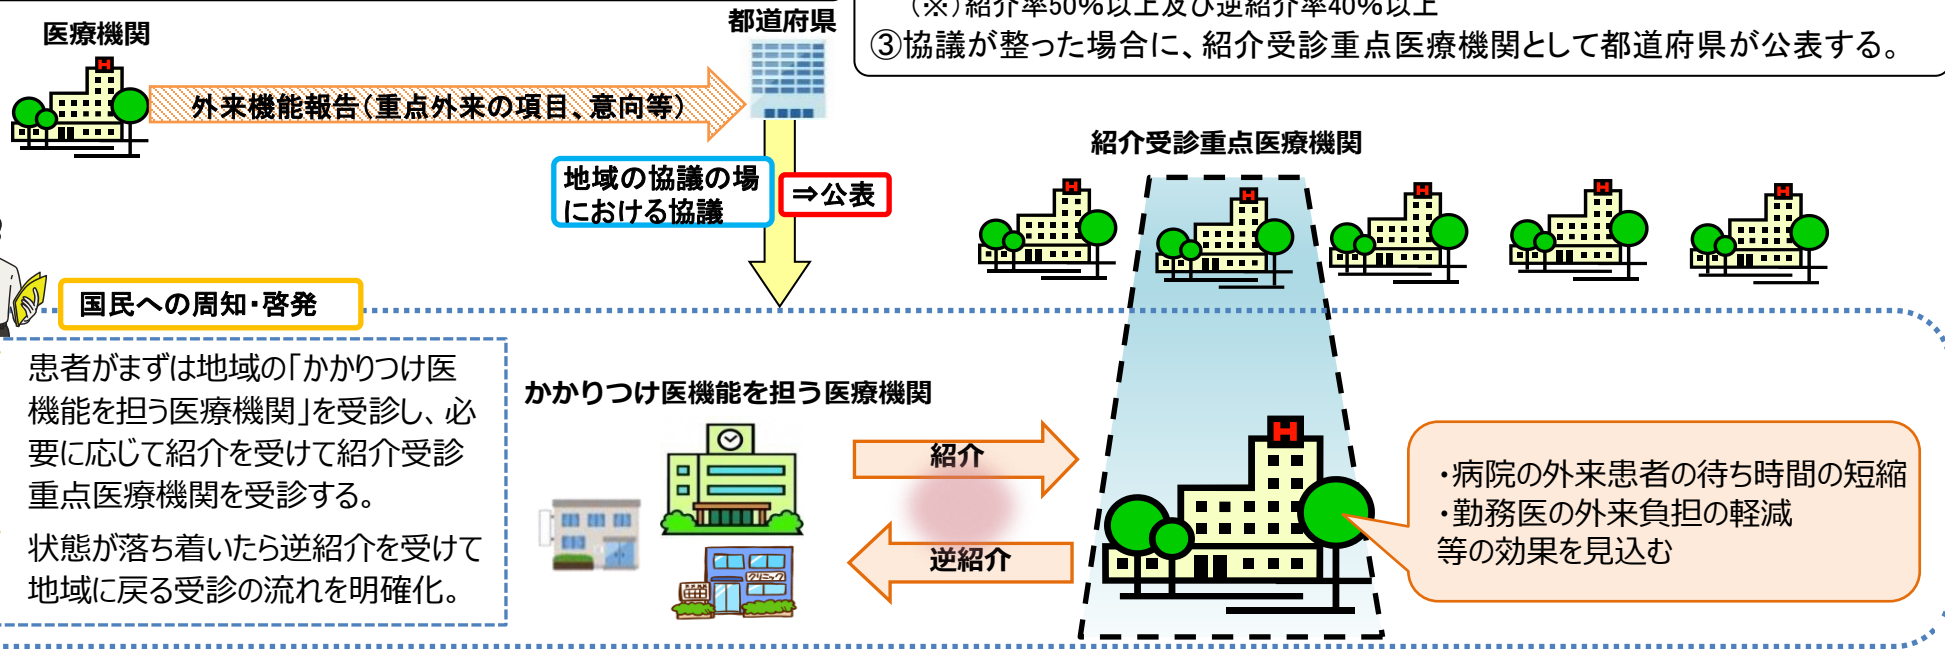 (※)紹介率50%以上及び逆紹介率40%以上
③協議が整った場合に、紹介受診重点医療機関として都道府県が公表する。
医療機関
都道府県
外来機能報告(重点外来の項目、意向等)
地域の協議の場
における協議
⇒公表
紹介受診重点医療機関
国民への周知・啓発
患者がまずは地域の「かかりつけ医
機能を担う医療機関」を受診し、必
要に応じて紹介を受けて紹介受診
重点医療機関を受診する。
状態が落ち着いたら逆紹介を受けて
地域に戻る受診の流れを明確化。
かかりつけ医機能を担う医療機関
クリニック
紹介
逆紹介
・病院の外来患者の待ち時間の短縮
・勤務医の外来負担の軽減
等の効果を見込む
H
H
H
H
H
H
H